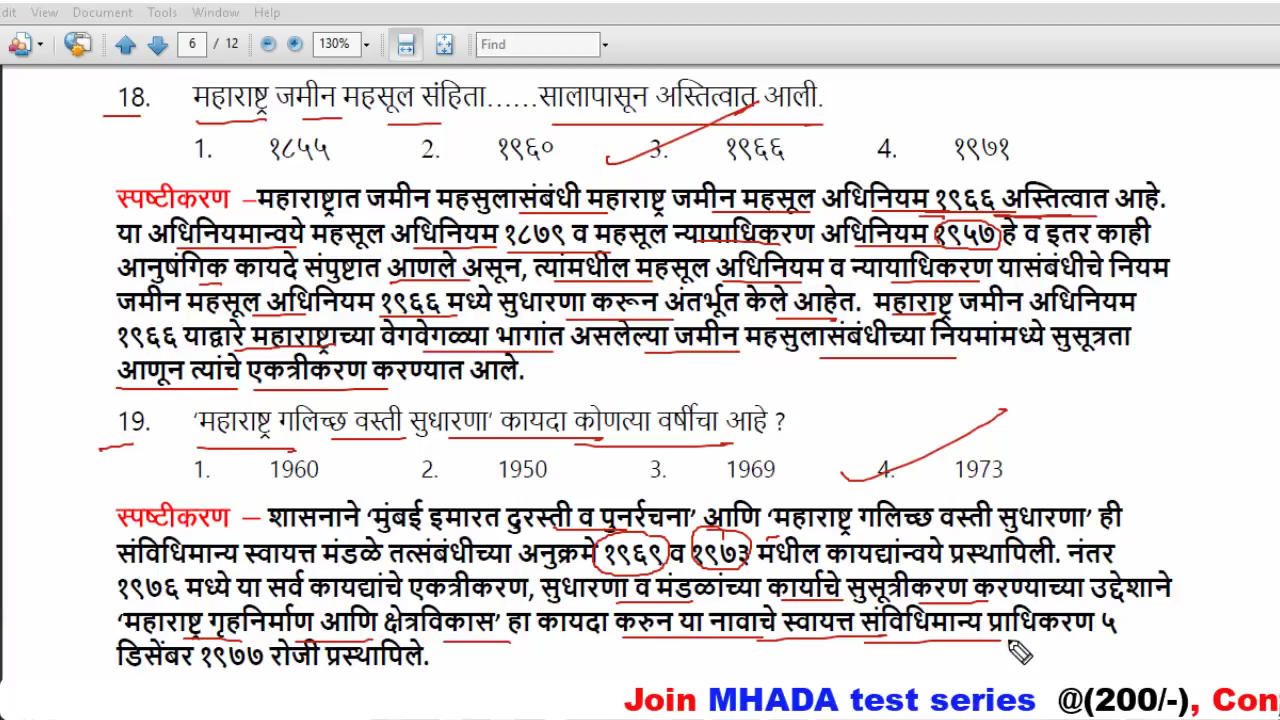 dit View Document Tools Window Help
6 / 12 130% Find
18. महाराष्ट्र जमीन महसूल संहिता......सालापासून अस्तित्वात आली.
1. १८५५ 2. १९६० 3. १९६६ 4. १९७१
स्पष्टीकरण –महाराष्ट्रात जमीन महसुलासंबंधी महाराष्ट्र जमीन महसूल अधिनियम १९६६ अस्तित्वात आहे.
या अधिनियमान्वये महसूल अधिनियम १८७९ व महसूल न्यायाधिकरण अधिनियम १९५७ हे व इतर काही
आनुषंगिक कायदे संपुष्टात आणले असून, त्यांमधील महसूल अधिनियम व न्यायाधिकरण यासंबंधीचे नियम
जमीन महसूल अधिनियम १९६६ मध्ये सुधारणा करून अंतर्भूत केले आहेत. महाराष्ट्र जमीन अधिनियम
१९६६ याद्वारे महाराष्ट्राच्या वेगवेगळ्या भागांत असलेल्या जमीन महसुलासंबंधीच्या नियमांमध्ये सुसूत्रता
आणून त्यांचे एकत्रीकरण करण्यात आले.
19. 'महाराष्ट्र गलिच्छ वस्ती सुधारणा' कायदा कोणत्या वर्षीचा आहे ?
1. 1960 2. 1950 3. 1969 4. 1973
स्पष्टीकरण – शासनाने 'मुंबई इमारत दुरस्ती व पुनर्रचना' आणि 'महाराष्ट्र गलिच्छ वस्ती सुधारणा' ही
संविधिमान्य स्वायत्त मंडळे तत्संबंधीच्या अनुक्रमे १९६९ व १९७३ मधील कायद्यांन्वये प्रस्थापिली. नंतर
१९७६ मध्ये या सर्व कायद्यांचे एकत्रीकरण, सुधारणा व मंडळांच्या कार्याचे सुसूत्रीकरण करण्याच्या उद्देशाने
'महाराष्ट्र गृहनिर्माण आणि क्षेत्रविकास' हा कायदा करुन या नावाचे स्वायत्त संविधिमान्य प्राधिकरण ५
डिसेंबर १९७७ रोजी प्रस्थापिले.
Join MHADA test series @(200/-), Con